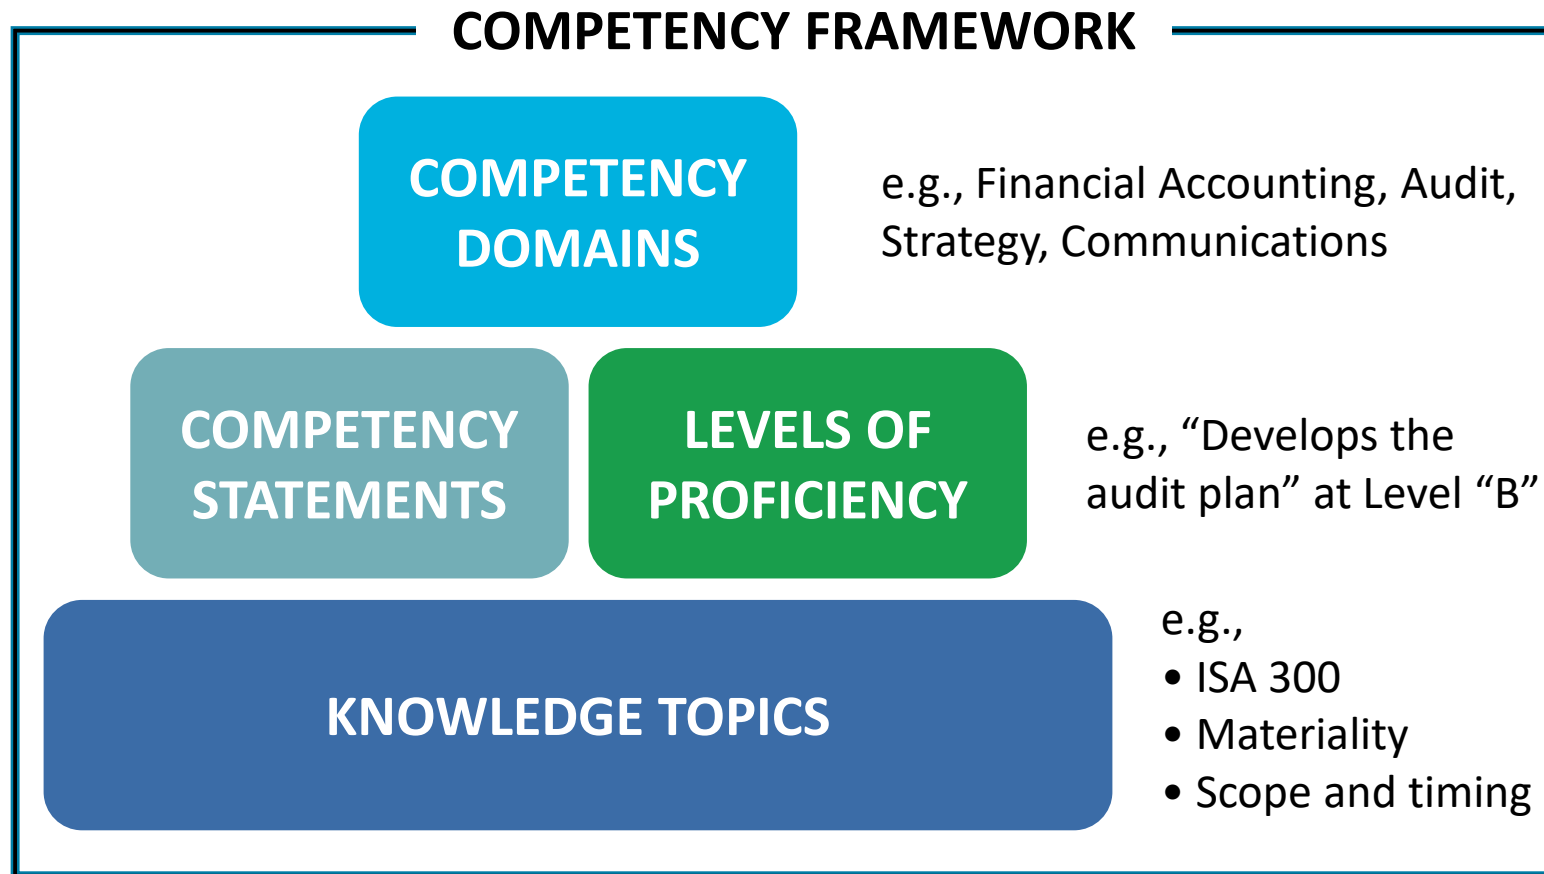 COMPETENCY FRAMEWORK
COMPETENCY
DOMAINS
e.g., Financial Accounting, Audit,
Strategy, Communications
COMPETENCY
STATEMENTS
LEVELS OF
PROFICIENCY
e.g., “Develops the
audit plan” at Level “B”
KNOWLEDGE TOPICS
e.g.,
• ISA 300
• Materiality
• Scope and timing